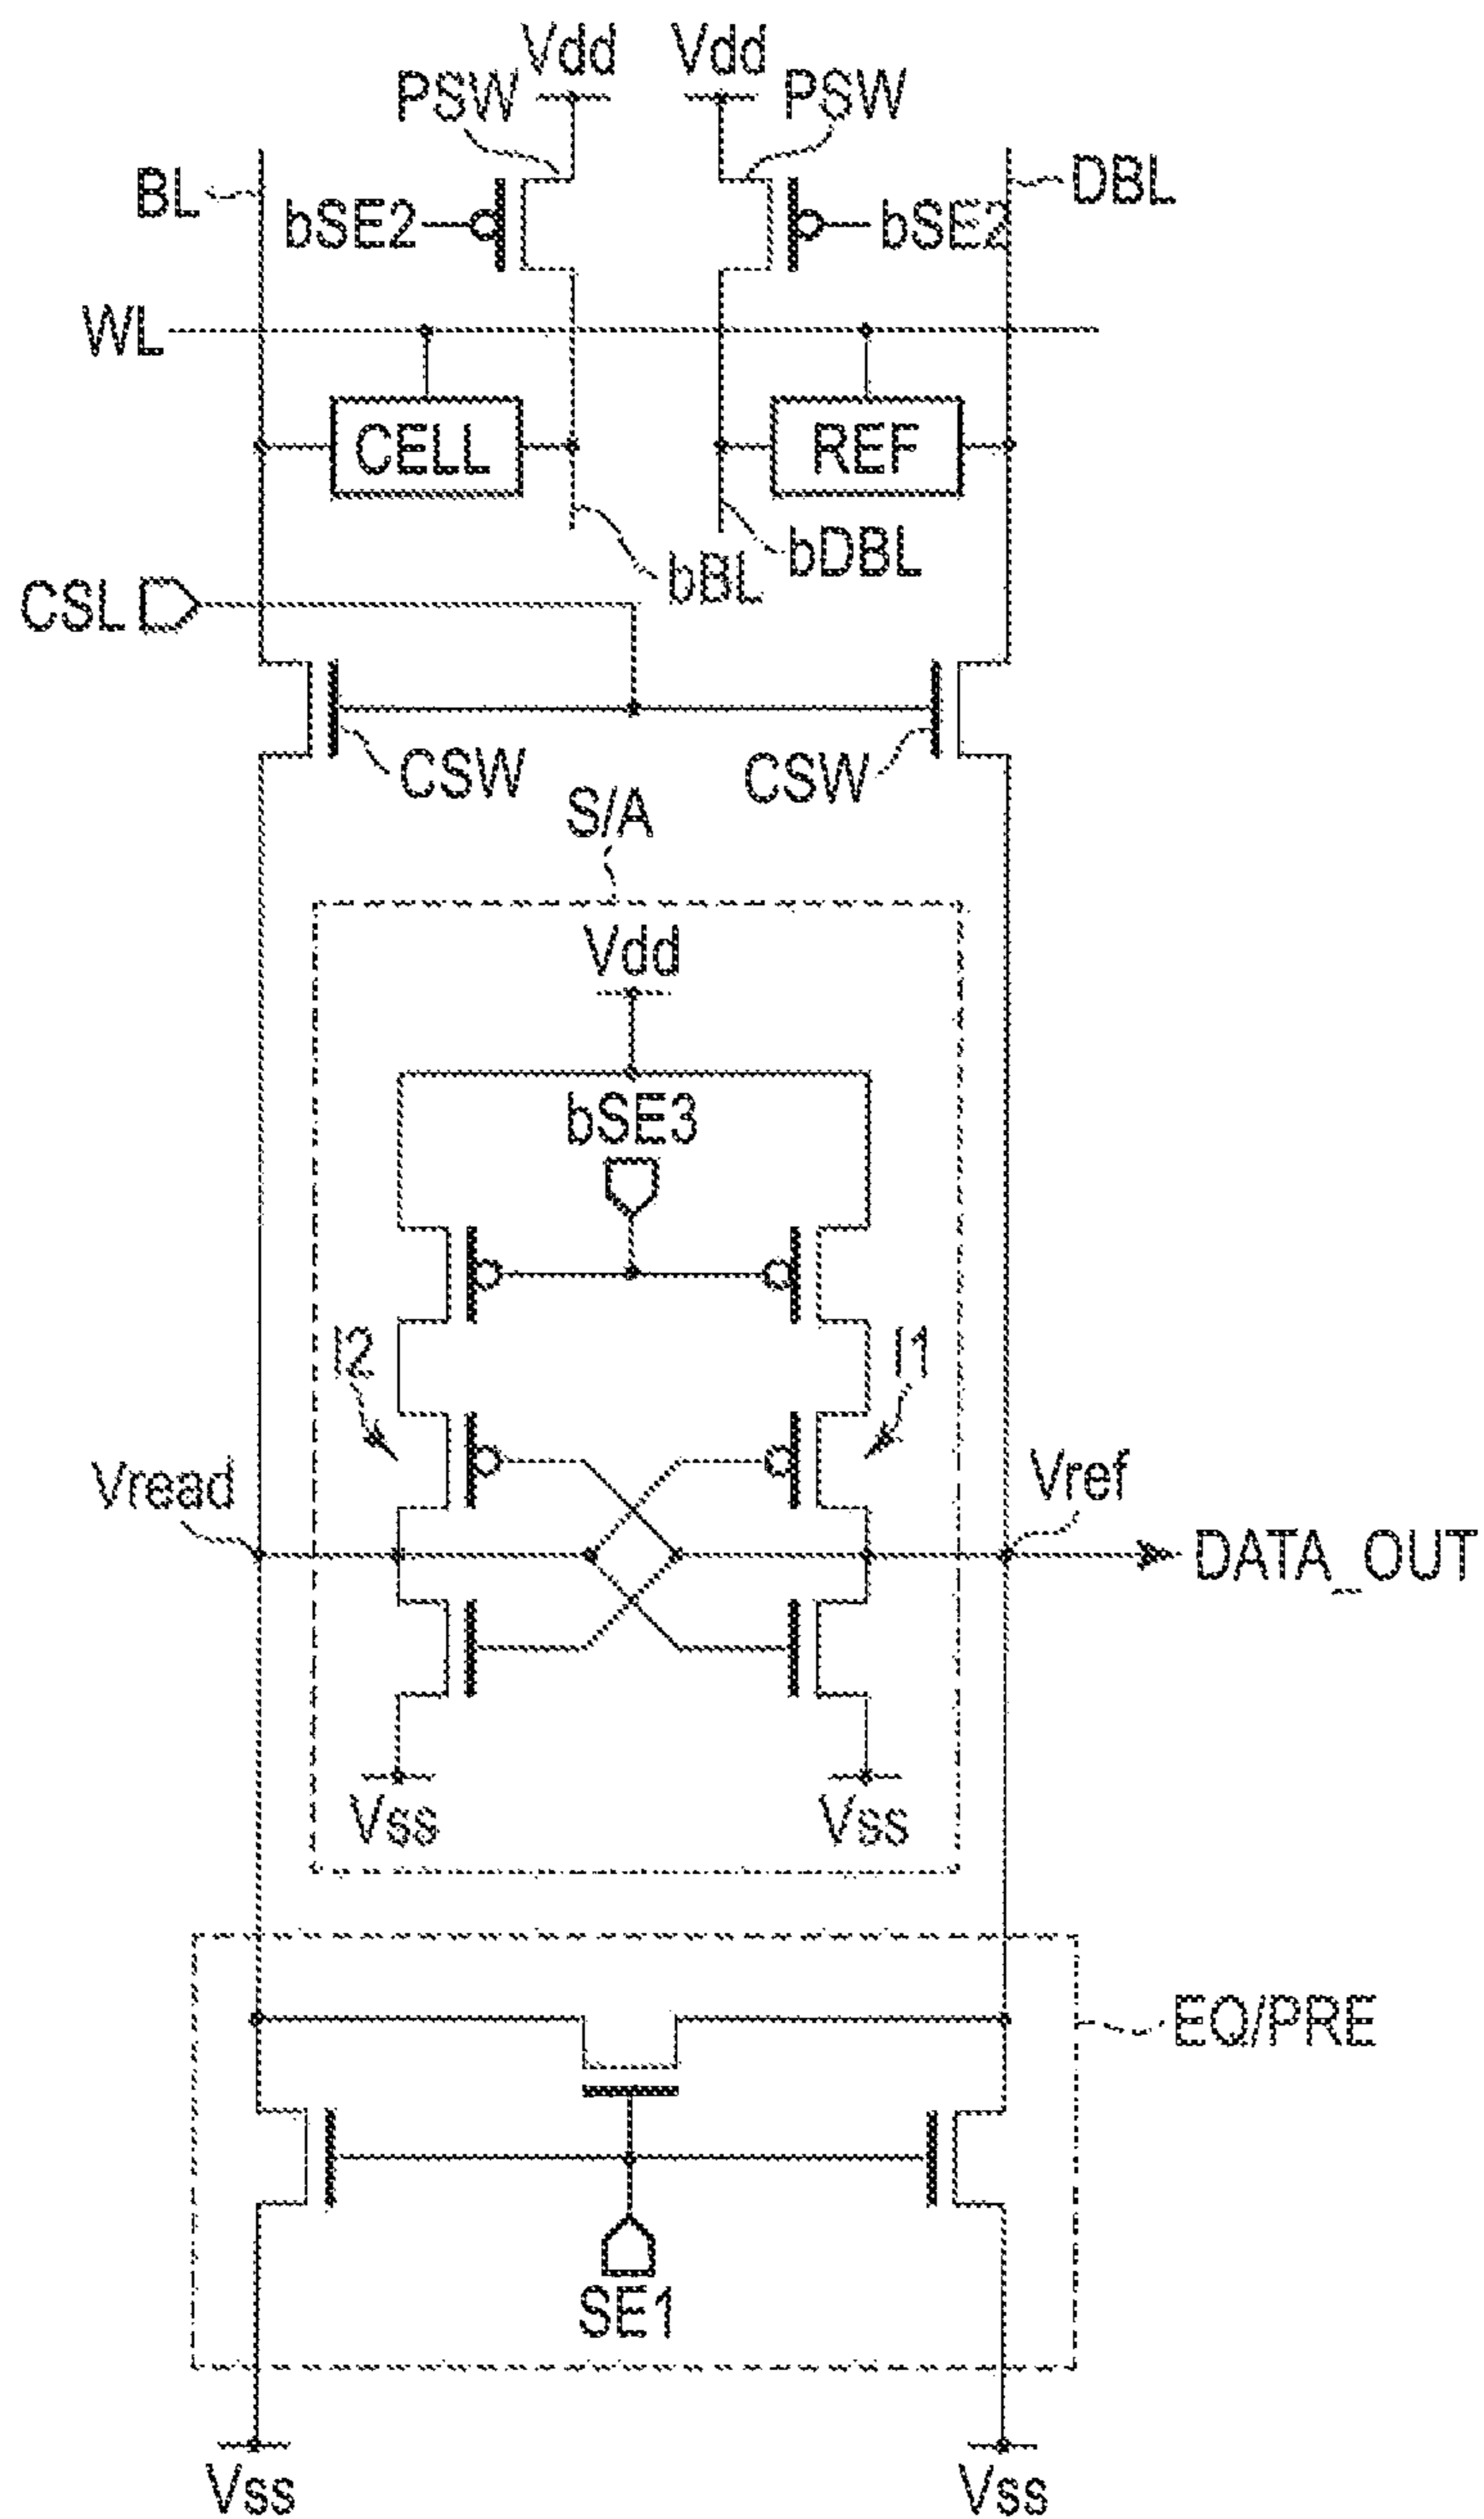 Vdd Vdd
PSW PSW
BL DBL
bSE2 bSE2
WL
CELL REF
bBL bDBL
CSL
CSW CSW
S/A
Vdd
bSE3
I2 I1
Vread Vref
DATA_OUT
Vss Vss
EQ/PRE
SE1
Vss Vss